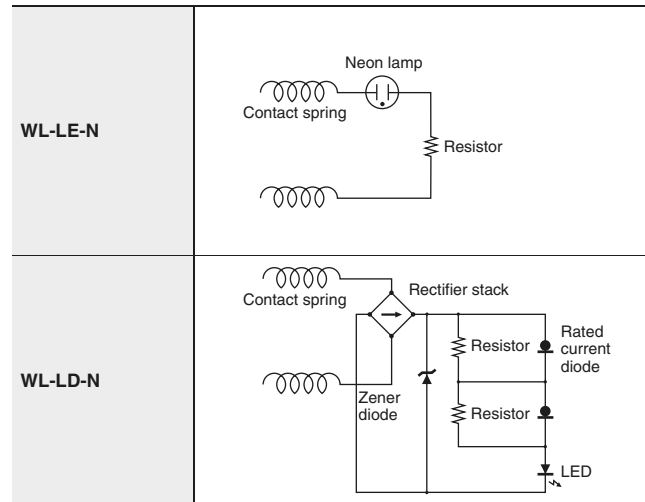 WL-LE-N
Neon lamp
Contact spring
Resistor
WL-LD-N
Contact spring
Rectifier stack
Resistor
Rated
current
diode
Zener
diode
Resistor
LED